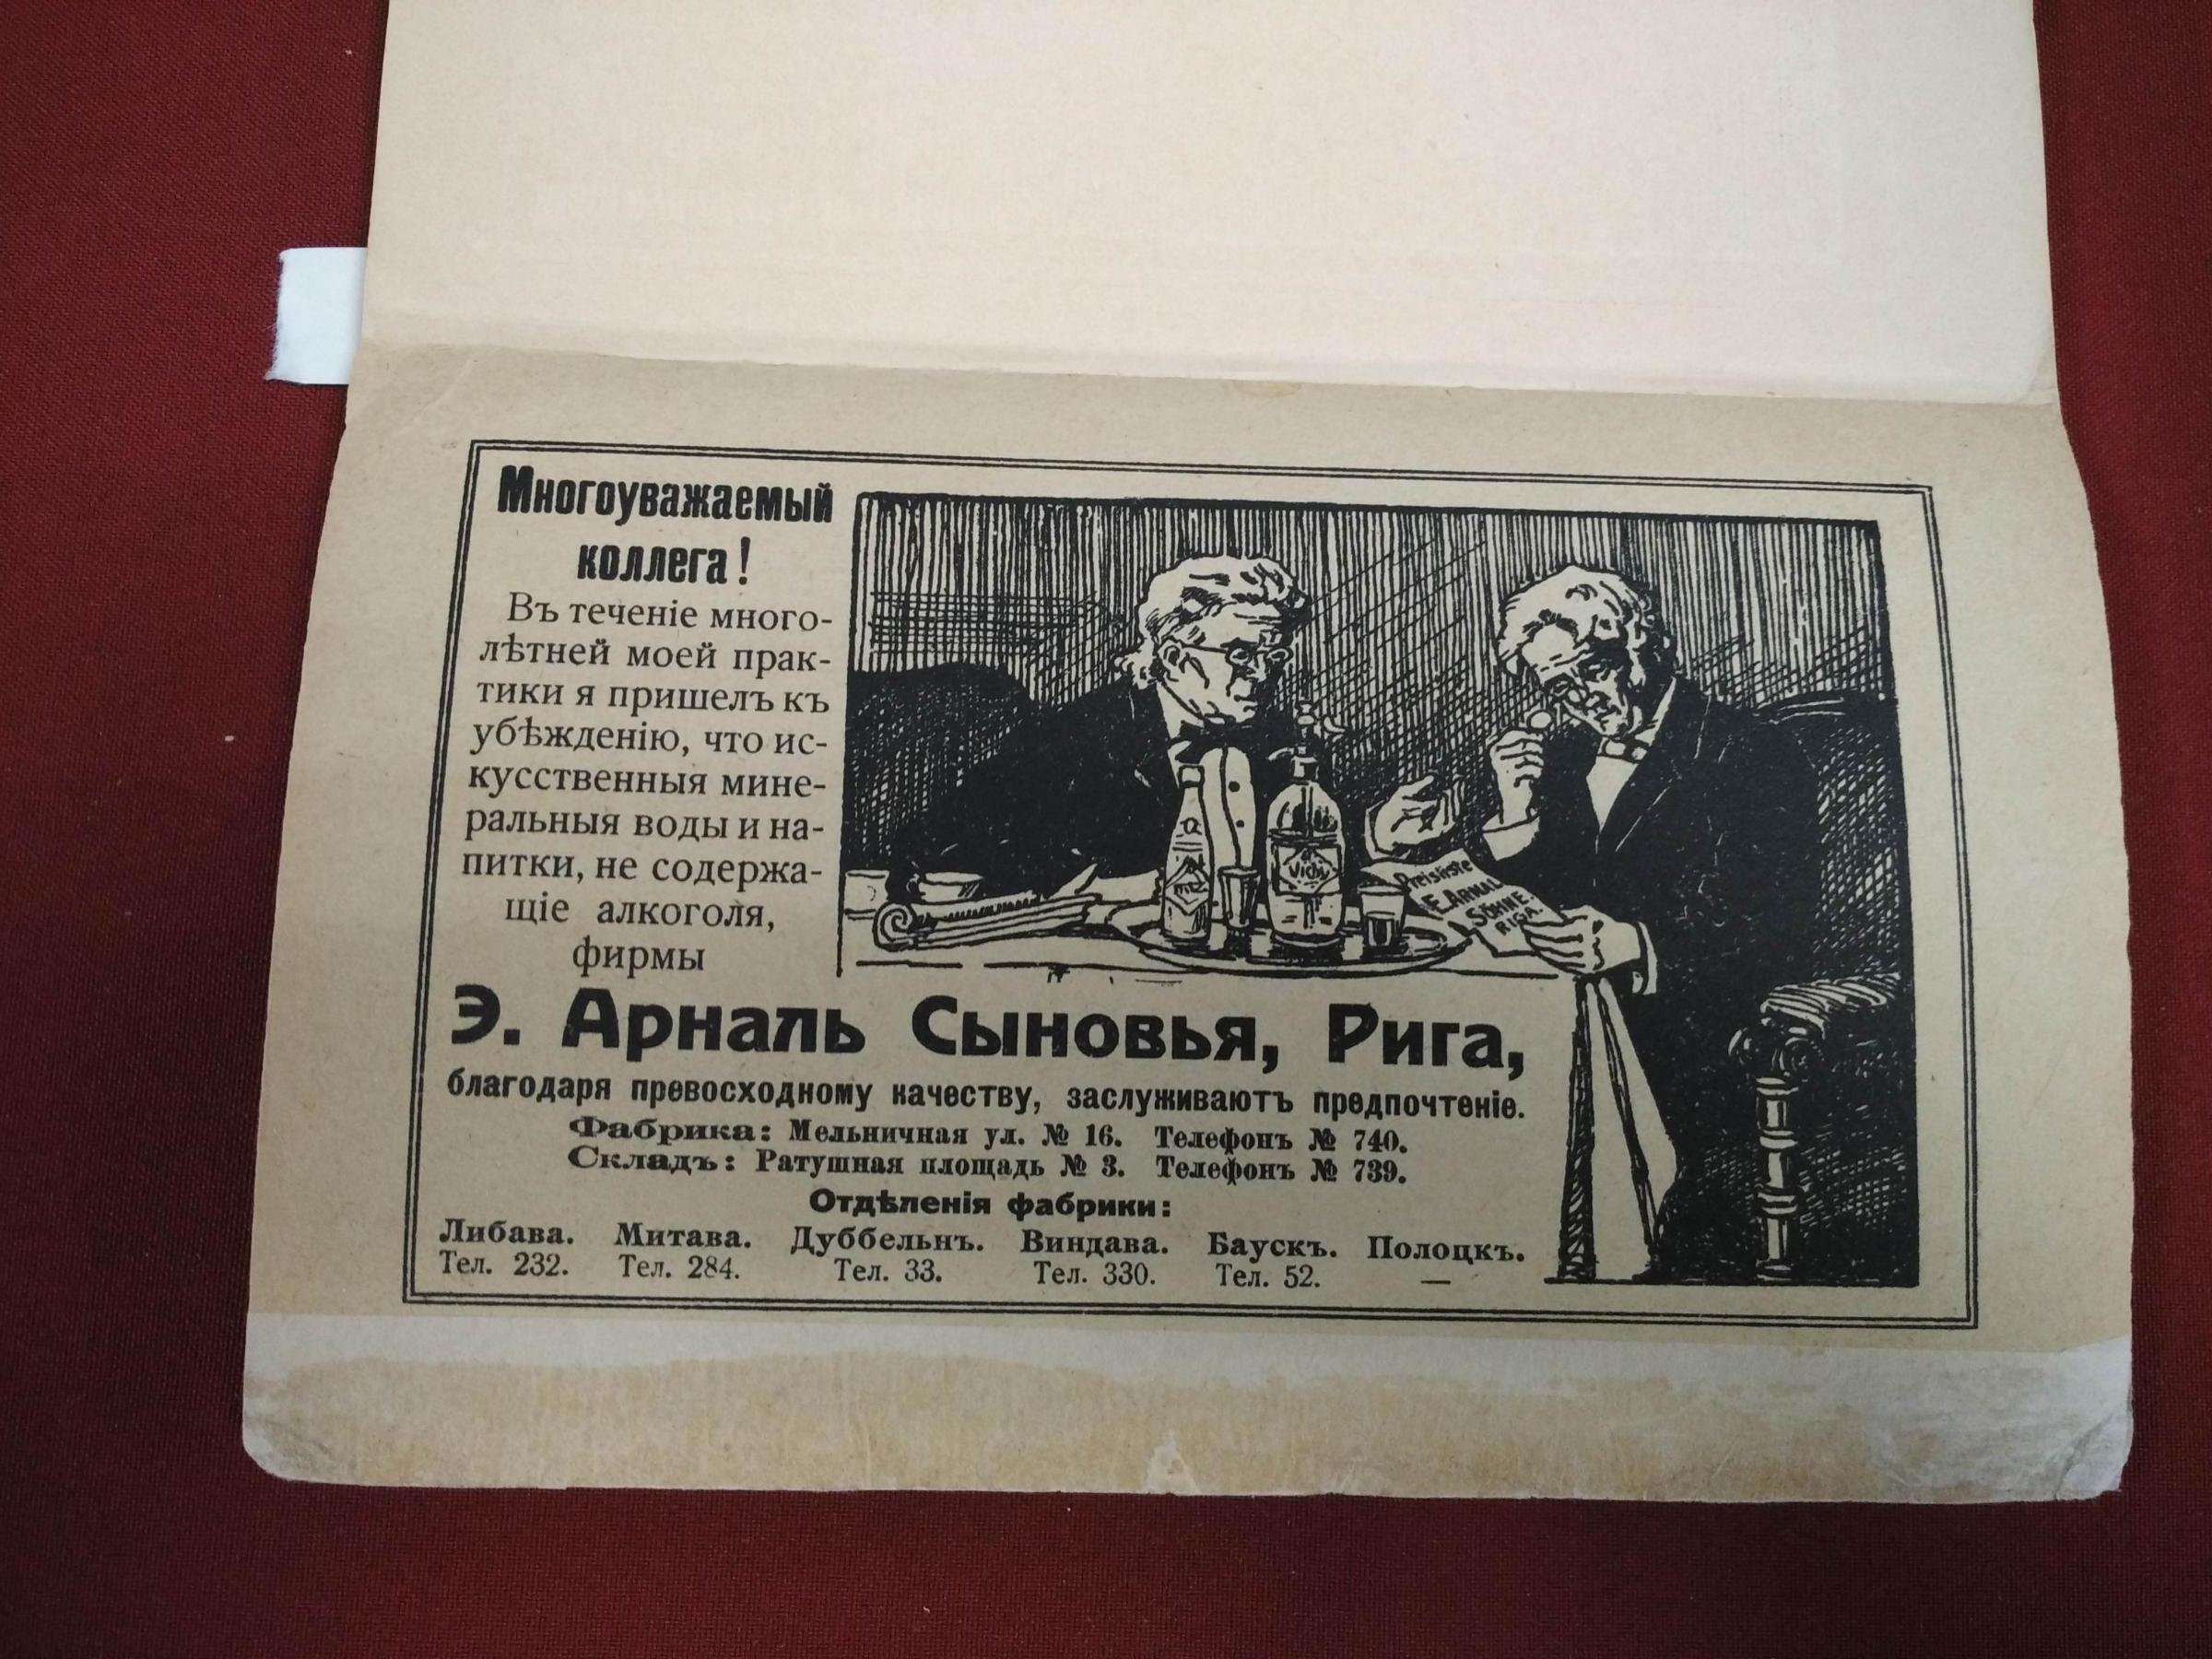 Многоуважаемый
коллега!
Въ теченіе много-
лѣтней моей прак-
тики я пришелъ къ
убѣжденію, что ис-
кусственныя мине-
ральныя воды и на-
питки, не содержа-
щіе алкоголя,
фирмы
Vichy
Preisliste
E. ARNAL
SÖHNE.
RIGA.
Э. Арналь Сыновья, Рига,
благодаря превосходному качеству, заслуживаютъ предпочтеніе.
Фабрика: Мельничная ул. № 16. Телефонъ № 740.
Складъ: Ратушная площадь № 3. Телефонъ № 739.
Отдѣленія фабрики:
Либава. Митава. Дуббельнъ. Виндава. Баускъ. Полоцкъ.
Тел. 232. Тел. 284. Тел. 33. Тел. 330. Тел. 52. —